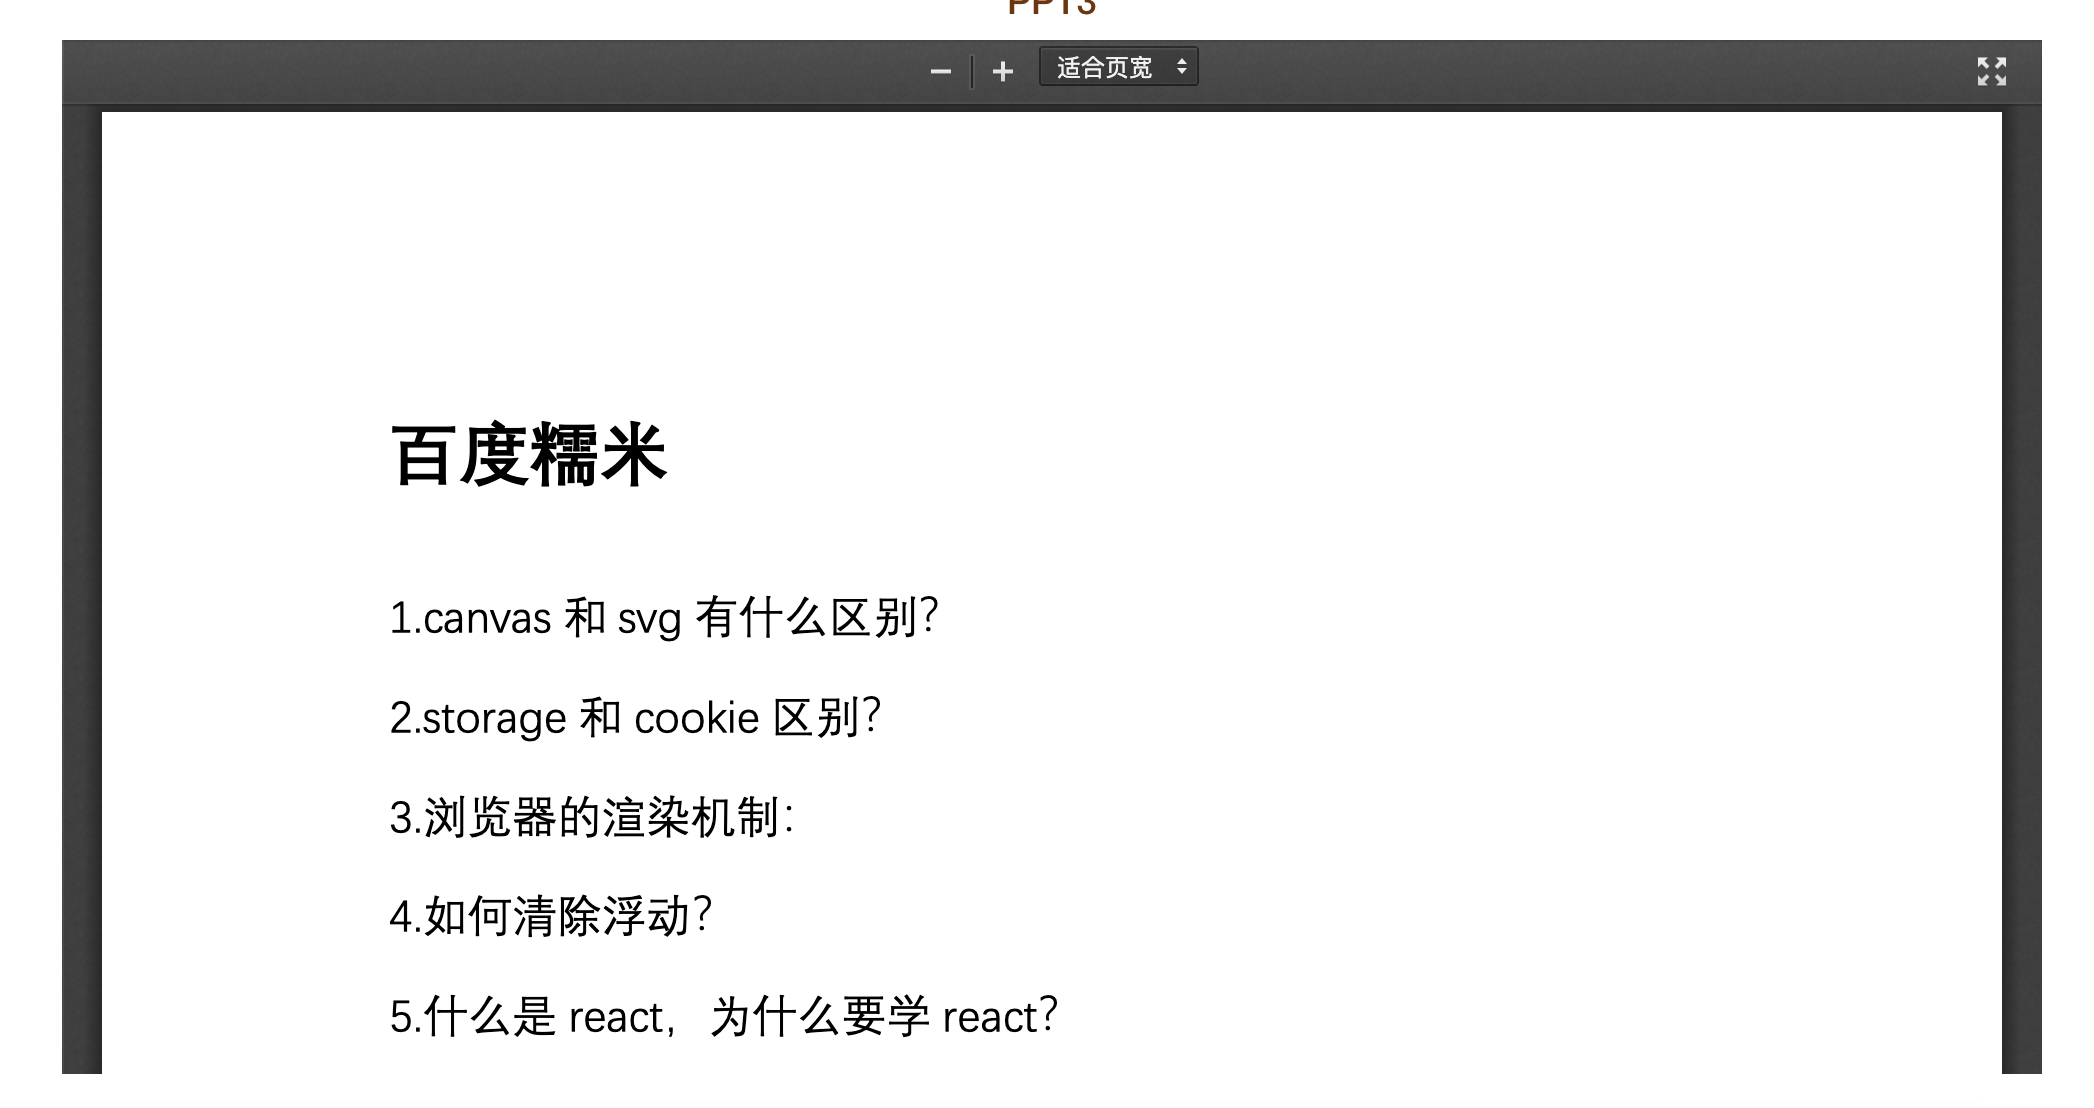 PPT3
适合页宽
百度糯米
1.canvas 和 svg 有什么区别？
2.storage 和 cookie 区别？
3.浏览器的渲染机制：
4.如何清除浮动？
5.什么是 react，为什么要学 react？